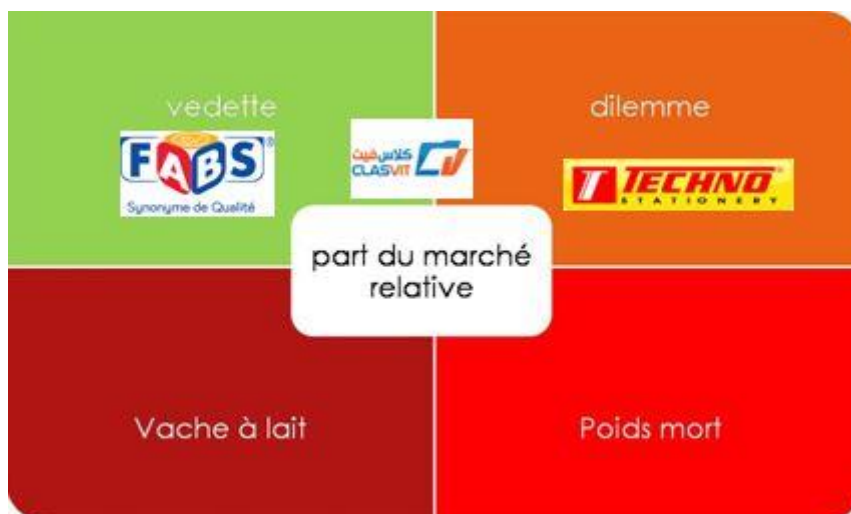 vedette
dilemme
FABS®
Synonyme de Qualité
كلاس فيت
CLASVIT
T TECHNO
STATIONERY
part du marché
relative
Vache à lait
Poids mort